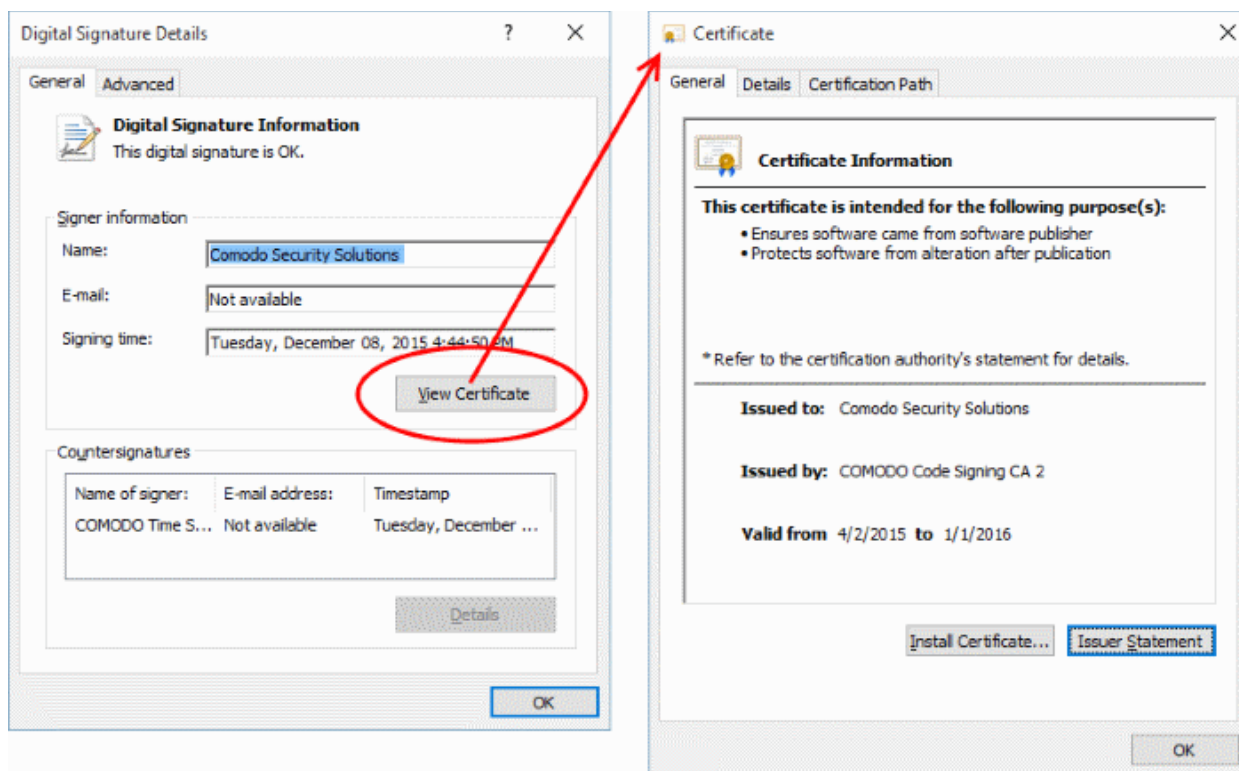 Digital Signature Details
?
General
Advanced
Digital Signature Information
This digital signature is OK.
Signer information
Name:
Comodo Security Solutions
E-mail:
Not available
Signing time:
Tuesday, December 08, 2015 4:44:50 PM
View Certificate
Countersignatures
Name of signer: E-mail address: Timestamp
COMODO Time S... Not available Tuesday, December ...
Details
OK
Certificate
General
Details
Certification Path
Certificate Information
This certificate is intended for the following purpose(s):
• Ensures software came from software publisher
• Protects software from alteration after publication
* Refer to the certification authority's statement for details.
Issued to: Comodo Security Solutions
Issued by: COMODO Code Signing CA 2
Valid from 4/2/2015 to 1/1/2016
Install Certificate...
Issuer Statement
OK